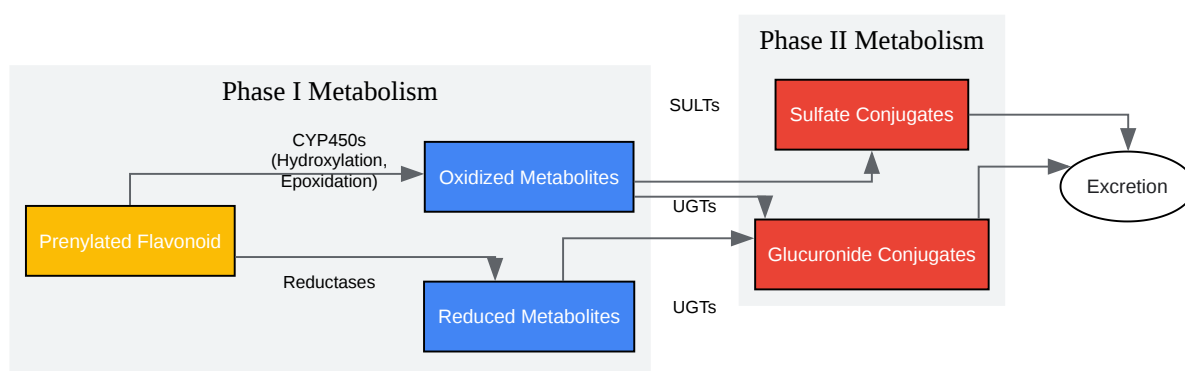 Phase I Metabolism
Prenylated Flavonoid
CYP450s
(Hydroxylation,
Epoxidation)
Oxidized Metabolites
Reductases
Reduced Metabolites
SULTs
UGTs
UGTs
Phase II Metabolism
Sulfate Conjugates
Glucuronide Conjugates
Excretion